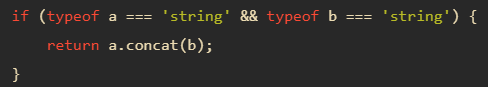 if (typeof a === 'string' && typeof b === 'string') {
    return a.concat(b);
}